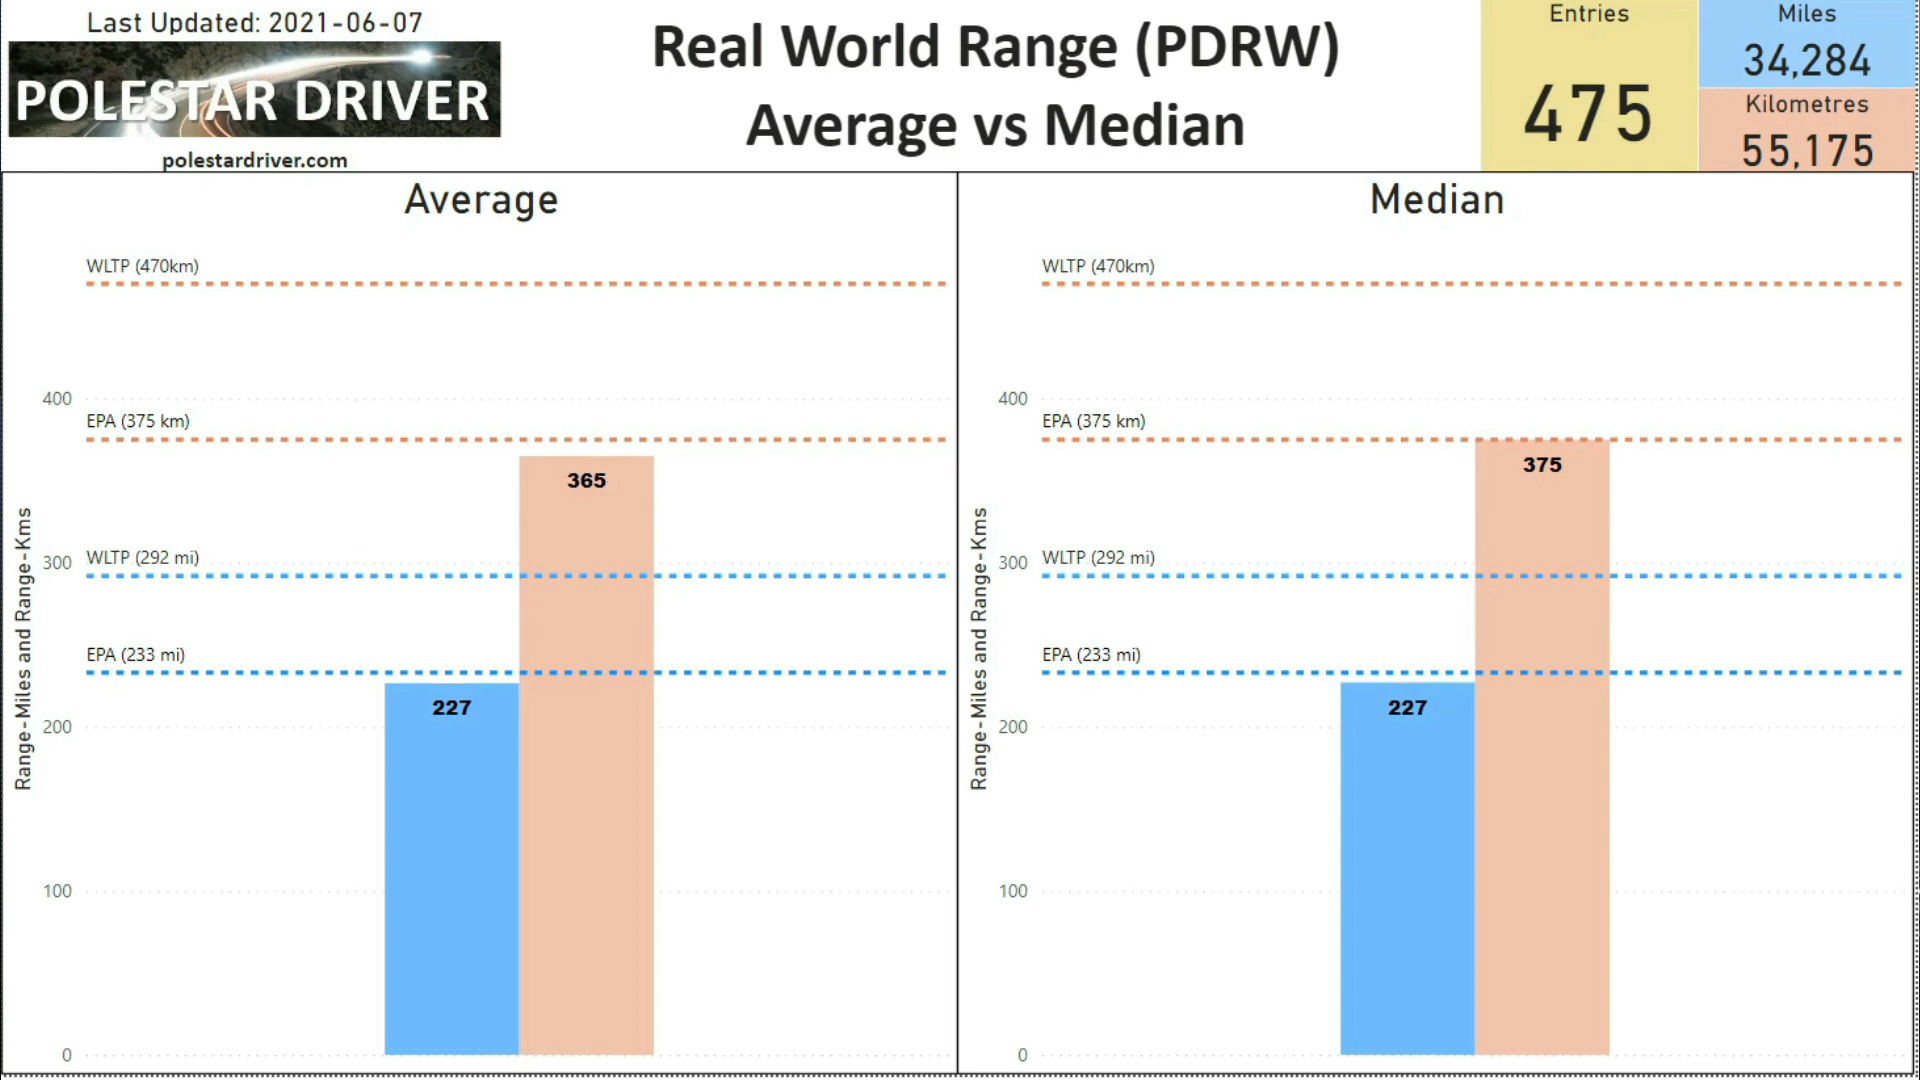 Last Updated: 2021-06-07
POLESTAR DRIVER
polestardriver.com
Real World Range (PDRW)
Average vs Median
Entries
475
Miles
34,284
Kilometres
55,175
Average
Range-Miles and Range-Kms
WLTP (470km)
400
EPA (375 km)
365
300
WLTP (292 mi)
EPA (233 mi)
227
200
100
0
Median
Range-Miles and Range-Kms
WLTP (470km)
400
EPA (375 km)
375
300
WLTP (292 mi)
EPA (233 mi)
227
200
100
0